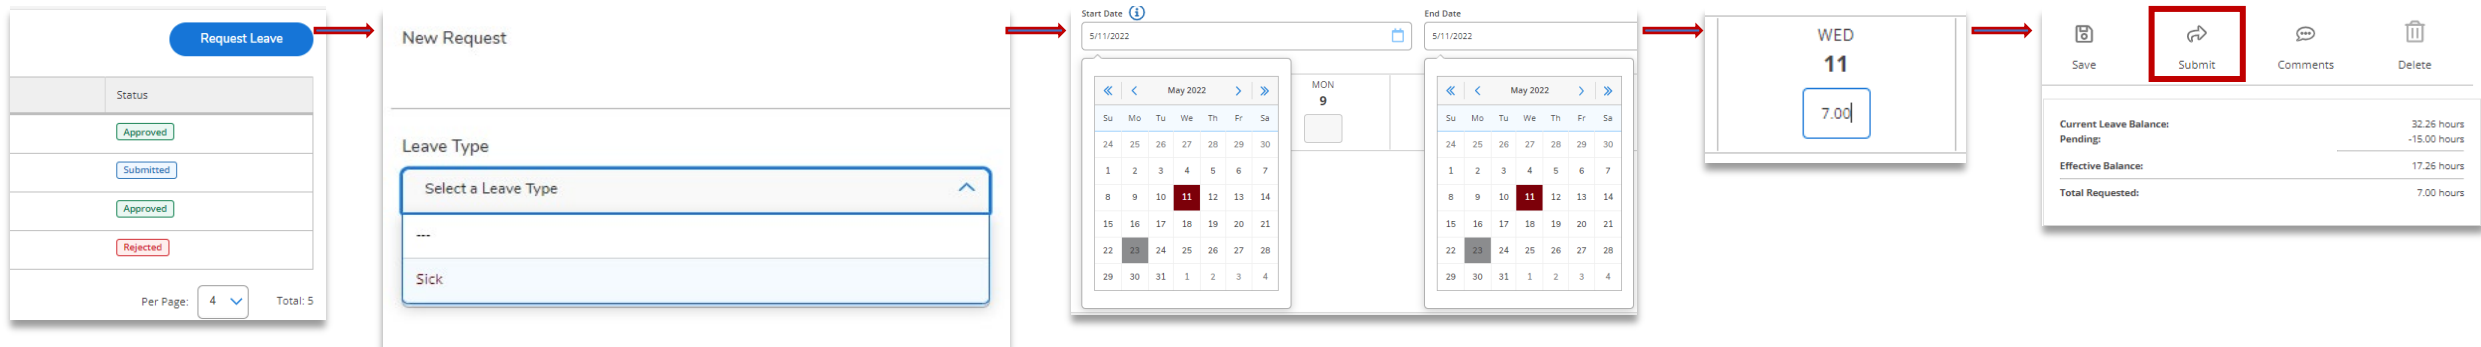 Request Leave
Status
Approved
Submitted
Approved
Rejected
Per Page: 4 Total: 5
New Request
Leave Type
Select a Leave Type
---
Sick
Start Date
5/11/2022
May 2022
Su Mo Tu We Th Fr Sa
24 25 26 27 28 29 30
1 2 3 4 5 6 7
8 9 10 11 12 13 14
15 16 17 18 19 20 21
22 23 24 25 26 27 28
29 30 31 1 2 3 4
MON
9
End Date
5/11/2022
May 2022
Su Mo Tu We Th Fr Sa
24 25 26 27 28 29 30
1 2 3 4 5 6 7
8 9 10 11 12 13 14
15 16 17 18 19 20 21
22 23 24 25 26 27 28
29 30 31 1 2 3 4
WED
11
7.00
Save Submit Comments Delete
Current Leave Balance: 32.26 hours
Pending: -15.00 hours
Effective Balance: 17.26 hours
Total Requested: 7.00 hours